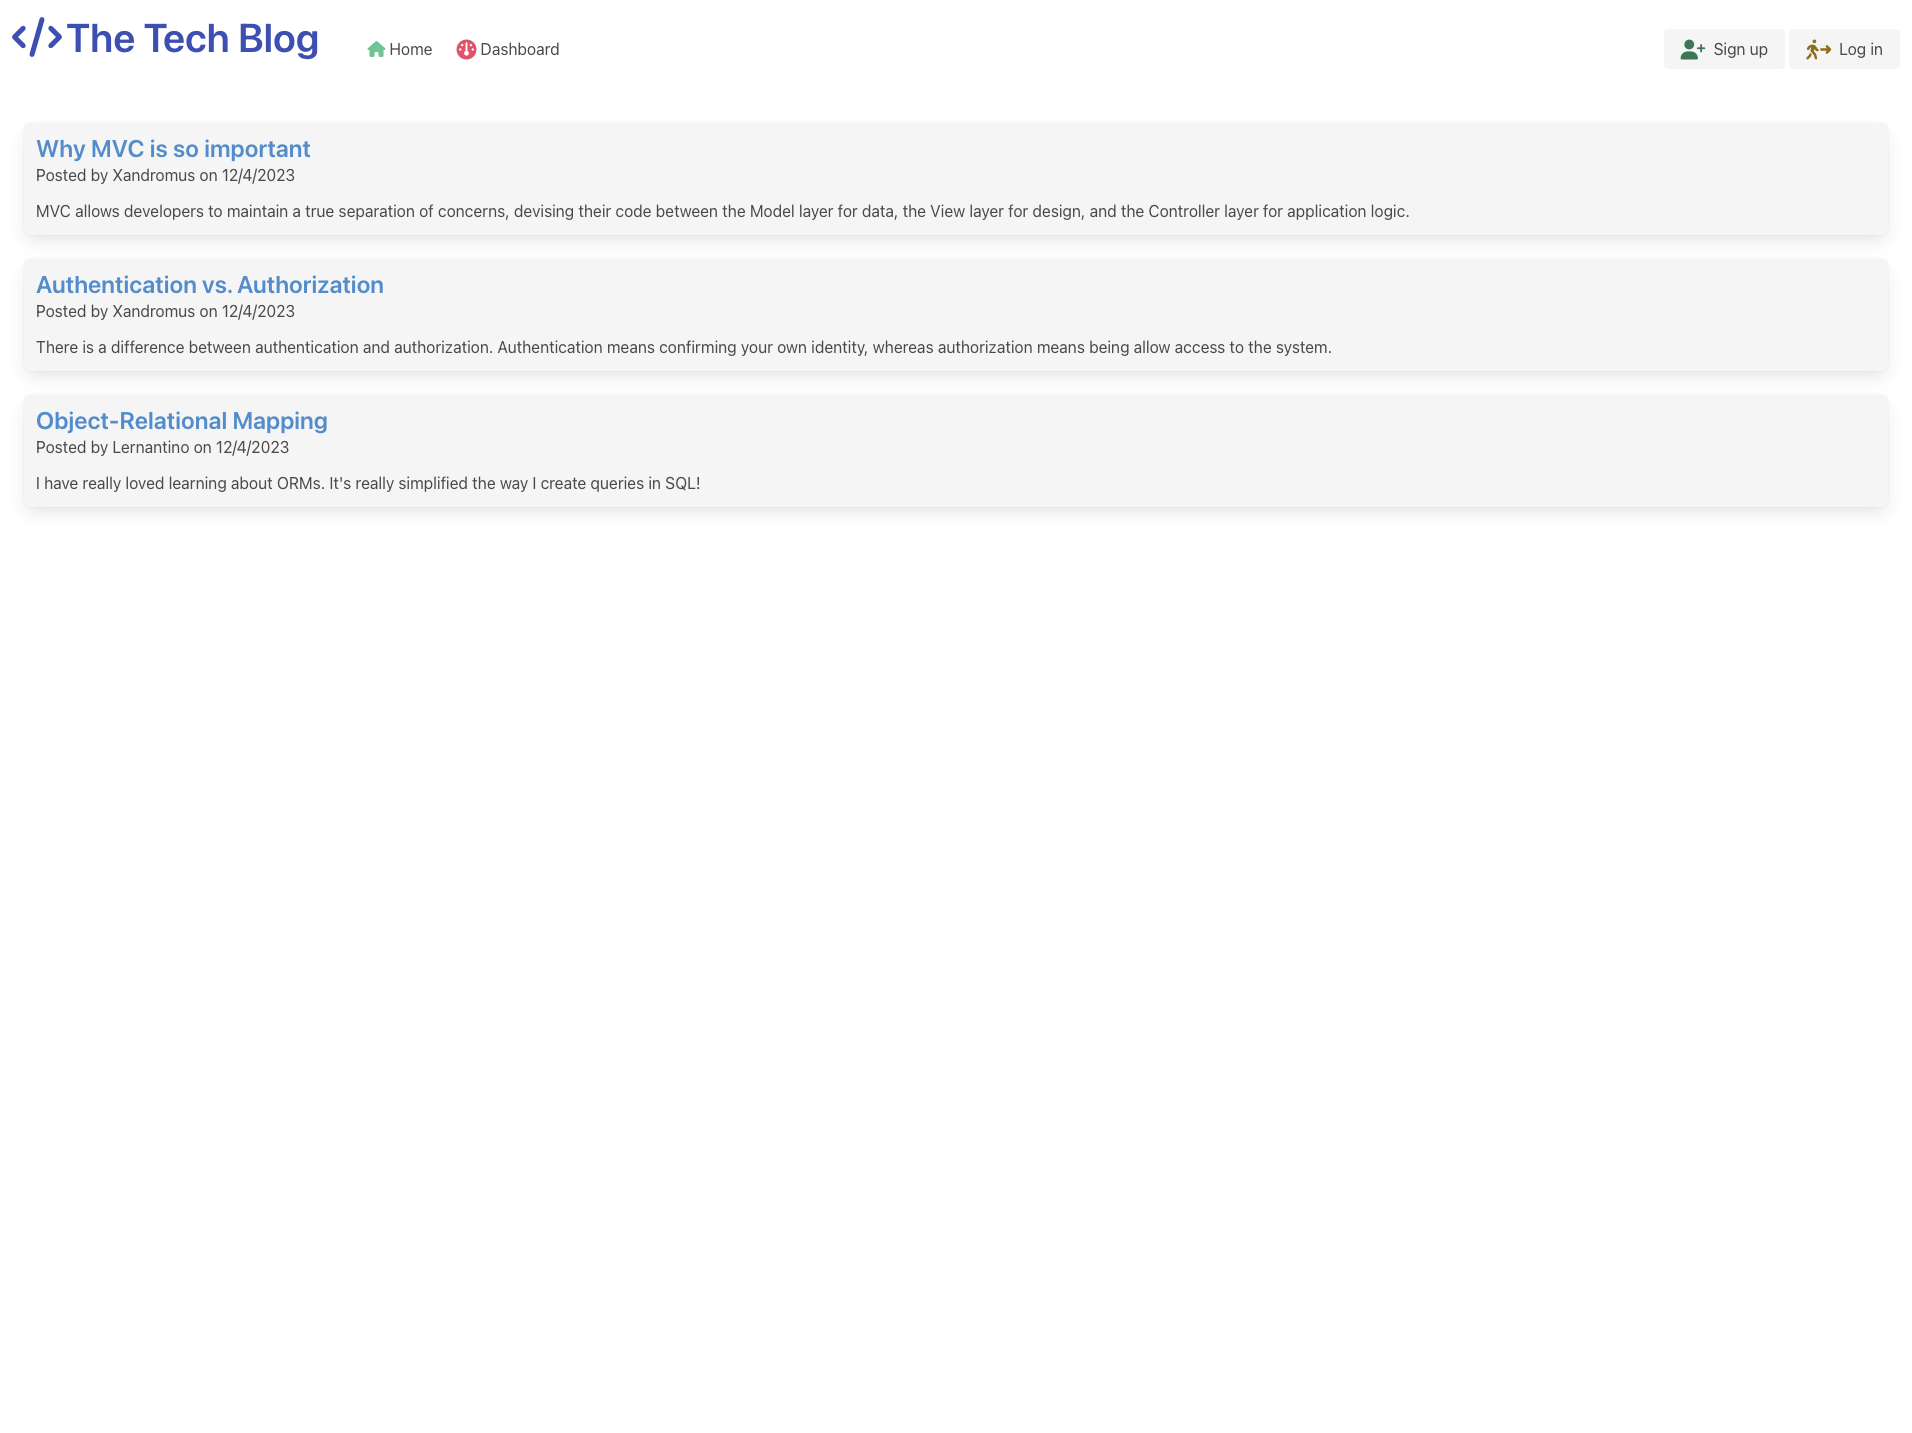 The Tech Blog
Home
Dashboard
Sign up
Log in
Why MVC is so important
Posted by Xandromus on 12/4/2023
MVC allows developers to maintain a true separation of concerns, devising their code between the Model layer for data, the View layer for design, and the Controller layer for application logic.
Authentication vs. Authorization
Posted by Xandromus on 12/4/2023
There is a difference between authentication and authorization. Authentication means confirming your own identity, whereas authorization means being allow access to the system.
Object-Relational Mapping
Posted by Lernantino on 12/4/2023
I have really loved learning about ORMs. It's really simplified the way I create queries in SQL!